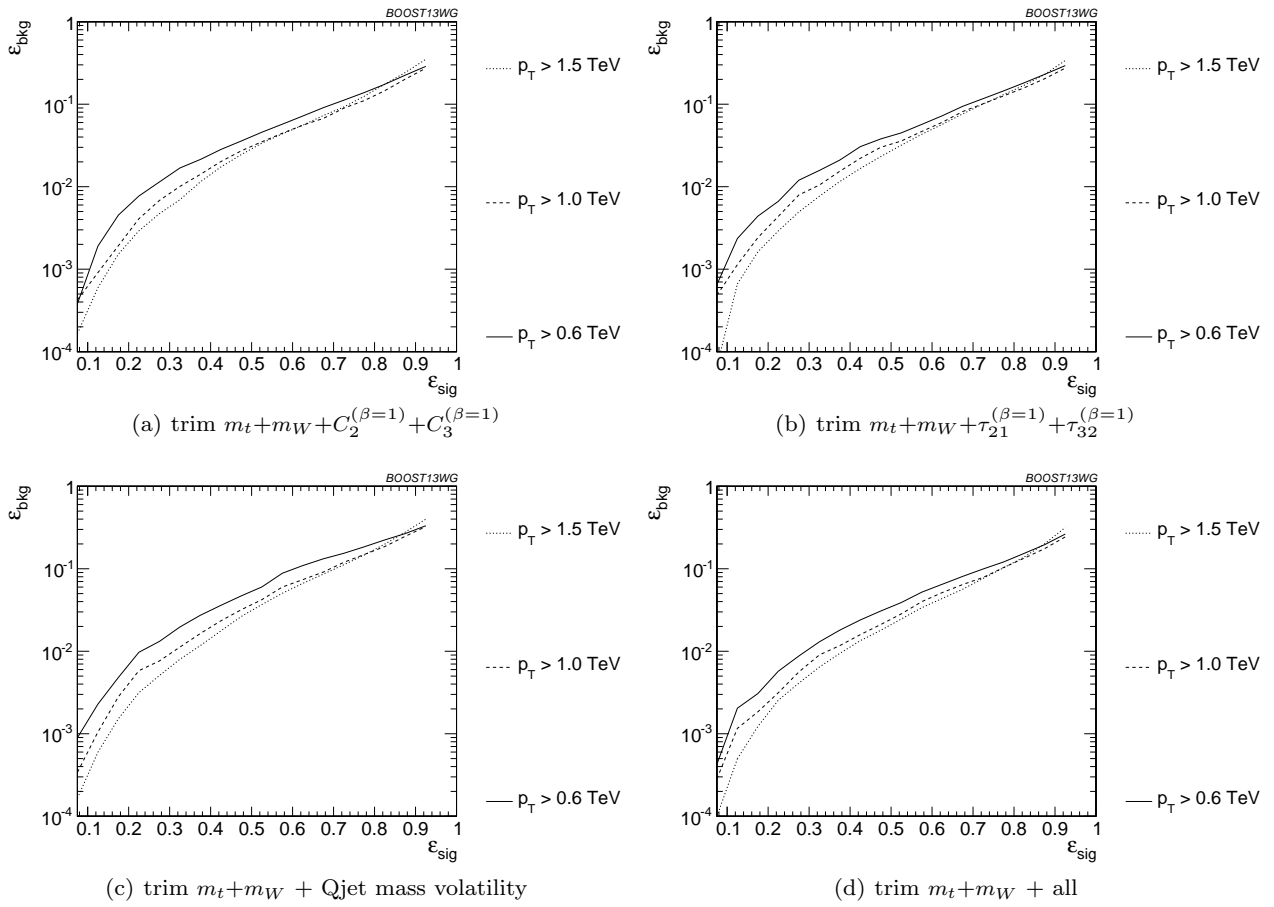 BOOST13WG
ε_bkg
1
10^-1
10^-2
10^-3
10^-4
0.1 0.2 0.3 0.4 0.5 0.6 0.7 0.8 0.9 1
ε_sig
p_T > 1.5 TeV
p_T > 1.0 TeV
p_T > 0.6 TeV
(a) trim m_t+m_W+C_2^(β=1)+C_3^(β=1)
BOOST13WG
ε_bkg
1
10^-1
10^-2
10^-3
10^-4
0.1 0.2 0.3 0.4 0.5 0.6 0.7 0.8 0.9 1
ε_sig
p_T > 1.5 TeV
p_T > 1.0 TeV
p_T > 0.6 TeV
(b) trim m_t+m_W+τ_21^(β=1)+τ_32^(β=1)
BOOST13WG
ε_bkg
1
10^-1
10^-2
10^-3
10^-4
0.1 0.2 0.3 0.4 0.5 0.6 0.7 0.8 0.9 1
ε_sig
p_T > 1.5 TeV
p_T > 1.0 TeV
p_T > 0.6 TeV
(c) trim m_t+m_W + Qjet mass volatility
BOOST13WG
ε_bkg
1
10^-1
10^-2
10^-3
10^-4
0.1 0.2 0.3 0.4 0.5 0.6 0.7 0.8 0.9 1
ε_sig
p_T > 1.5 TeV
p_T > 1.0 TeV
p_T > 0.6 TeV
(d) trim m_t+m_W + all